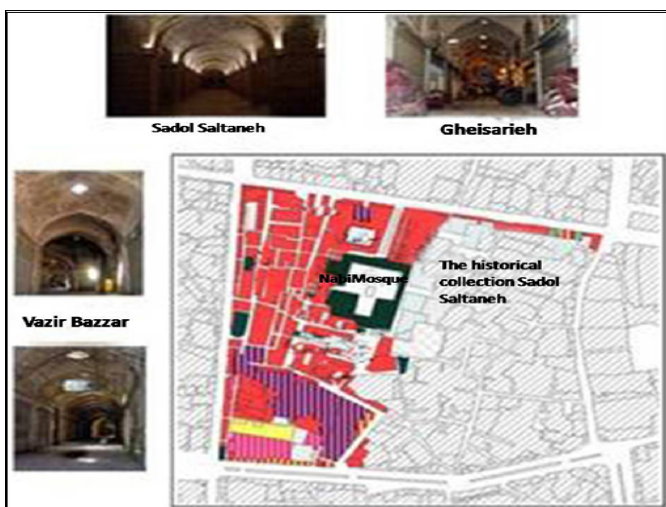 Sadol Saltaneh
Gheisarieh
NabiMosque
The historical
collection Sadol
Saltaneh
Vazir Bazzar